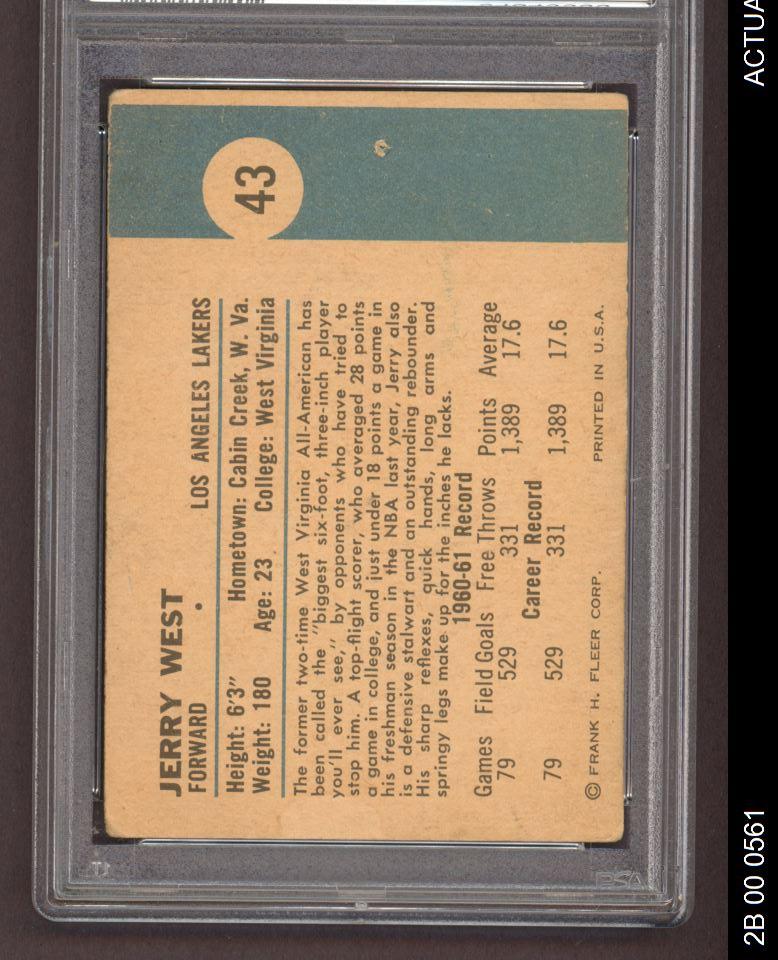 43
JERRY WEST
FORWARD • LOS ANGELES LAKERS
Height: 6'3" Hometown: Cabin Creek, W. Va.
Weight: 180 Age: 23 College: West Virginia
The former two-time West Virginia All-American has
been called the "biggest six-foot, three-inch player
you'll ever see," by opponents who have tried to
stop him. A top-flight scorer, who averaged 28 points
a game in college, and just under 18 points a game in
his freshman season in the NBA last year, Jerry also
is a defensive stalwart and an outstanding rebounder.
His sharp reflexes, quick hands, long arms and
springy legs make up for the inches he lacks.
1960-61 Record
Games Field Goals Free Throws Points Average
79 529 331 1,389 17.6
Career Record
79 529 331 1,389 17.6
© FRANK H. FLEER CORP. PRINTED IN U.S.A.
PSA
2B 00 0561 ACTUA